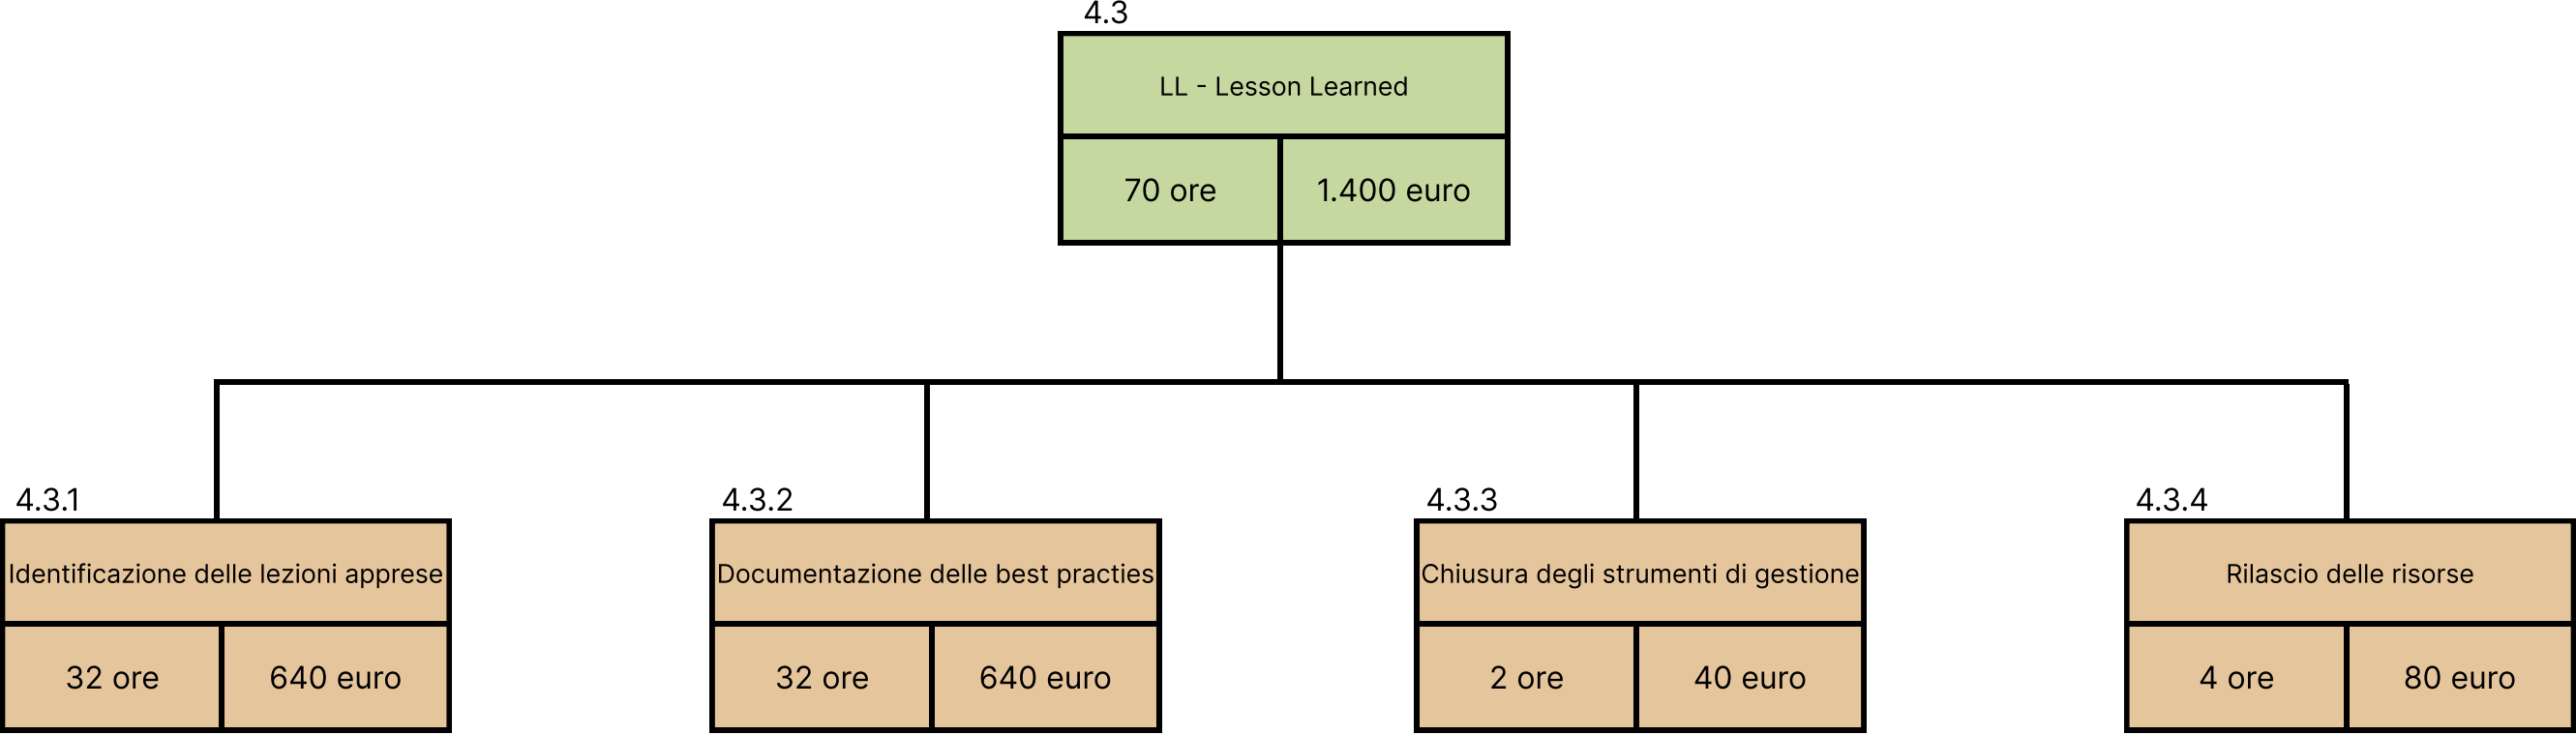 4.3
LL - Lesson Learned
70 ore
1.400 euro
4.3.1
Identificazione delle lezioni apprese
32 ore
640 euro
4.3.2
Documentazione delle best practies
32 ore
640 euro
4.3.3
Chiusura degli strumenti di gestione
2 ore
40 euro
4.3.4
Rilascio delle risorse
4 ore
80 euro